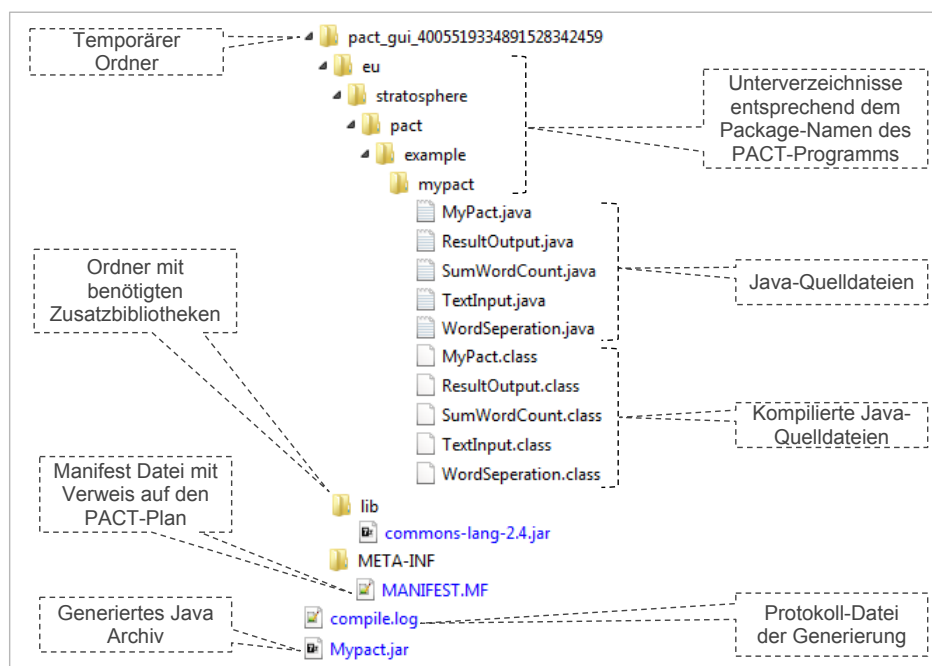 Temporärer
Ordner
pact_gui_4005519334891528342459
eu
stratosphere
pact
example
mypact
Unterverzeichnisse
entsprechend dem
Package-Namen des
PACT-Programms
MyPact.java
ResultOutput.java
SumWordCount.java
TextInput.java
WordSeperation.java
Java-Quelldateien
Ordner mit
benötigten
Zusatzbibliotheken
MyPact.class
ResultOutput.class
SumWordCount.class
TextInput.class
WordSeperation.class
Kompilierte Java-
Quelldateien
Manifest Datei mit
Verweis auf den
PACT-Plan
lib
commons-lang-2.4.jar
META-INF
MANIFEST.MF
Generiertes Java
Archiv
compile.log
Mypact.jar
Protokoll-Datei
der Generierung